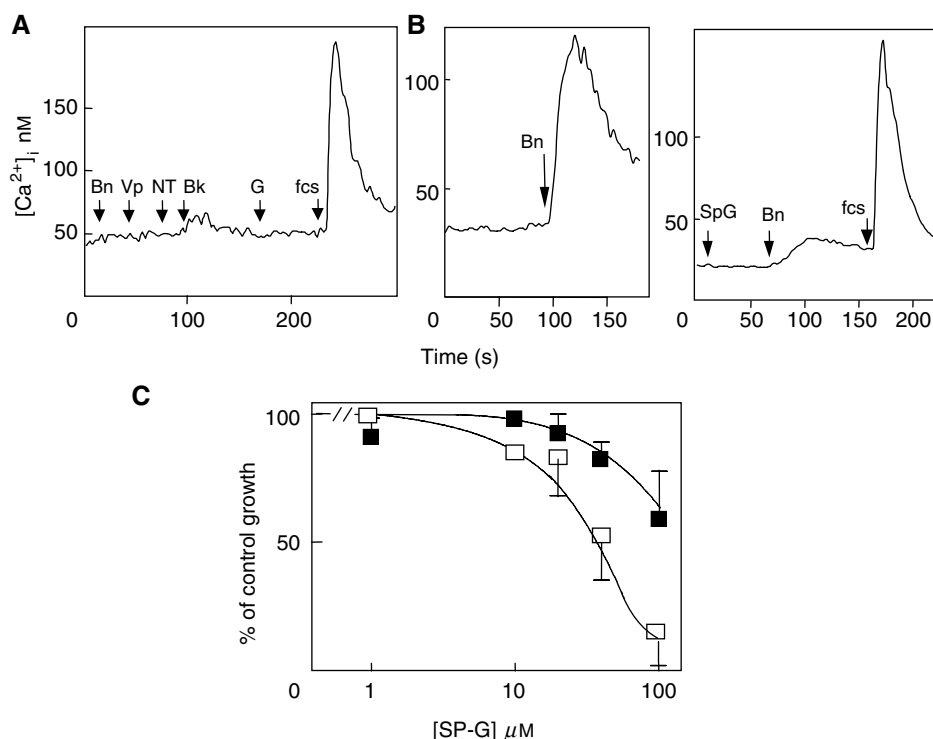 A
[Ca²⁺]ᵢ nM
150
100
50
0
100
200
Bn Vp NT Bk G fcs
B
100
50
0
50
100
150
Bn
100
50
0
50
100
150
200
SpG Bn fcs
Time (s)
C
% of control growth
100
50
0
1
10
100
[SP-G] μM